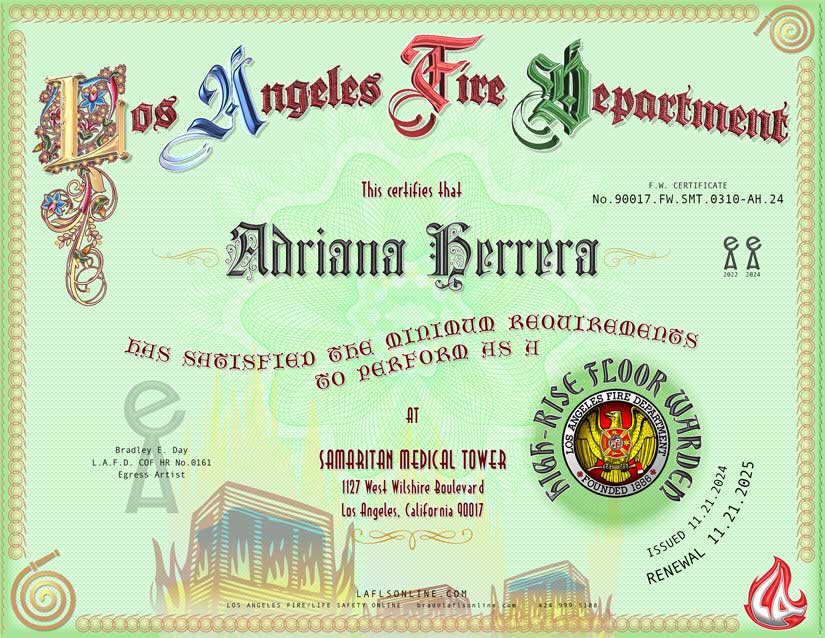 Los Angeles Fire Department
This certifies that
F.W. CERTIFICATE
No.90017.FW.SMT.0310-AH.24
Adriana Herrera
2022 2024
HAS SATISFIED THE MINIMUM REQUIREMENTS
TO PERFORM AS A
HIGH-RISE FLOOR WARDEN
LOS ANGELES FIRE DEPARTMENT
FOUNDED 1886
AT
SAMARITAN MEDICAL TOWER
1127 West Wilshire Boulevard
Los Angeles, California 90017
Bradley E. Day
L.A.F.D. COF HR No.0161
Egress Artist
ISSUED 11.21.2024
RENEWAL 11.21.2025
LAFLSONLINE.COM
LOS ANGELES FIRE/LIFE SAFETY ONLINE brad@laflsonline.com